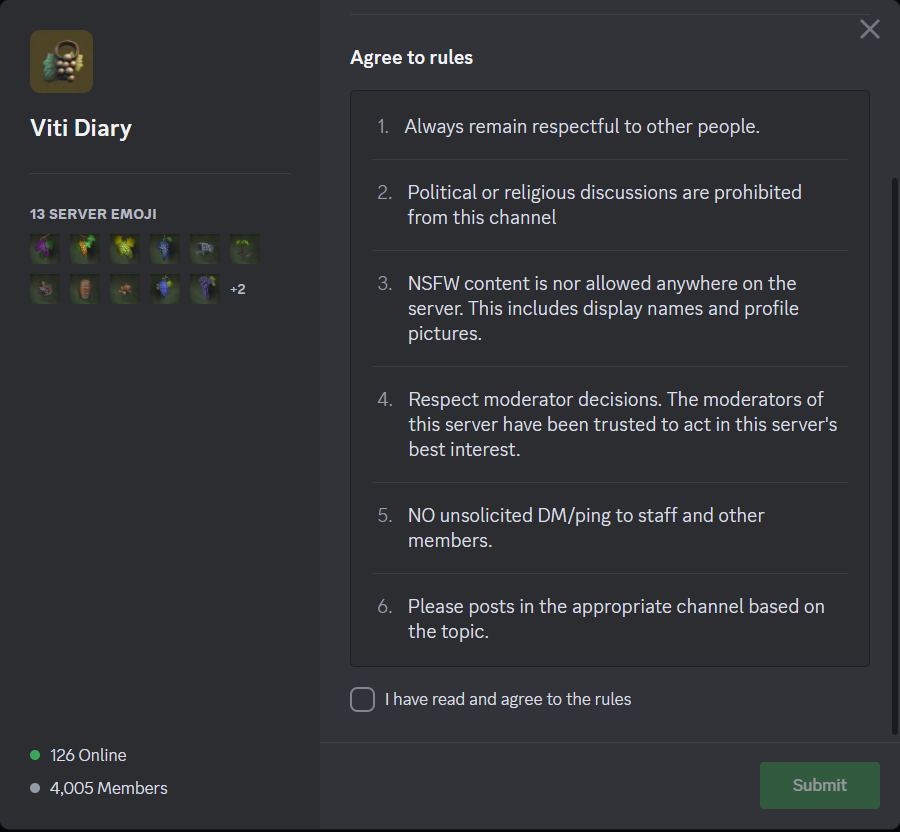 Viti Diary
13 SERVER EMOJI
+2
126 Online
4,005 Members
Agree to rules
1. Always remain respectful to other people.
2. Political or religious discussions are prohibited
from this channel
3. NSFW content is nor allowed anywhere on the
server. This includes display names and profile
pictures.
4. Respect moderator decisions. The moderators of
this server have been trusted to act in this server's
best interest.
5. NO unsolicited DM/ping to staff and other
members.
6. Please posts in the appropriate channel based on
the topic.
I have read and agree to the rules
Submit